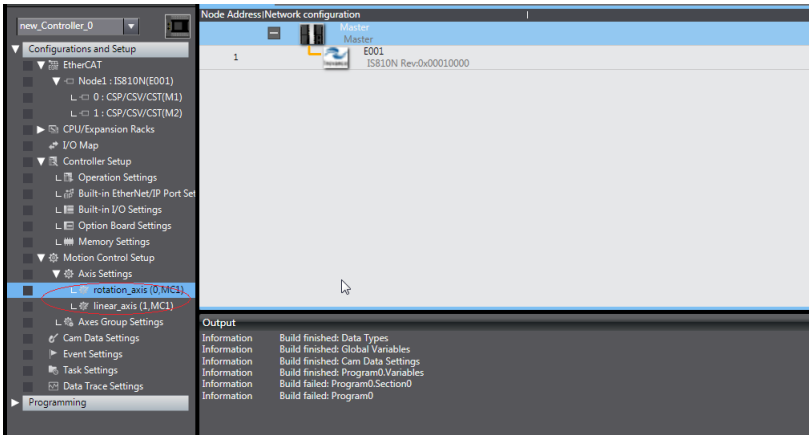 new_Controller_0
Configurations and Setup
EtherCAT
Node1 : IS810N(E001)
0 : CSP/CSV/CST(M1)
1 : CSP/CSV/CST(M2)
CPU/Expansion Racks
I/O Map
Controller Setup
Operation Settings
Built-in EtherNet/IP Port Set
Built-in I/O Settings
Option Board Settings
Memory Settings
Motion Control Setup
Axis Settings
rotation_axis (0,MC1)
linear_axis (1,MC1)
Axes Group Settings
Cam Data Settings
Event Settings
Task Settings
Data Trace Settings
Programming
Node Address|Network configuration
Master
Master
1
E001
IS810N Rev:0x00010000
Output
Information Build finished: Data Types
Information Build finished: Global Variables
Information Build finished: Cam Data Settings
Information Build finished: Program0.Variables
Information Build failed: Program0.Section0
Information Build failed: Program0